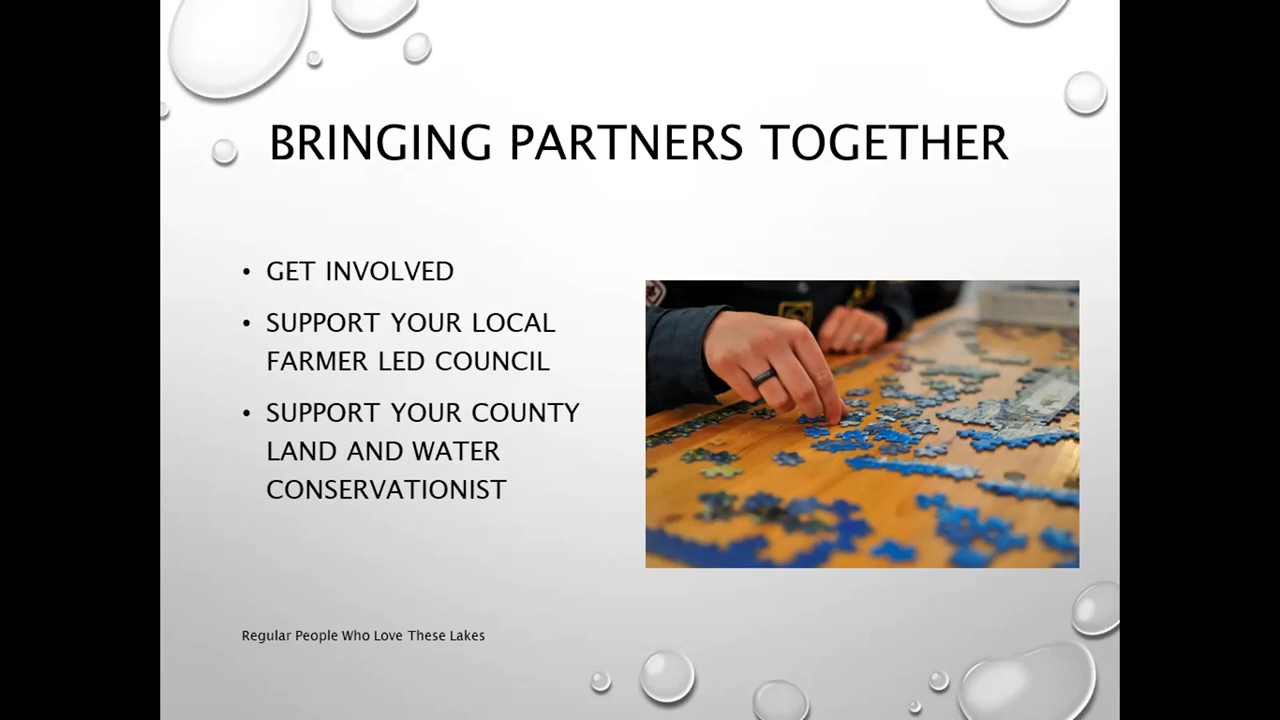 BRINGING PARTNERS TOGETHER
• GET INVOLVED
• SUPPORT YOUR LOCAL
FARMER LED COUNCIL
• SUPPORT YOUR COUNTY
LAND AND WATER
CONSERVATIONIST
Regular People Who Love These Lakes